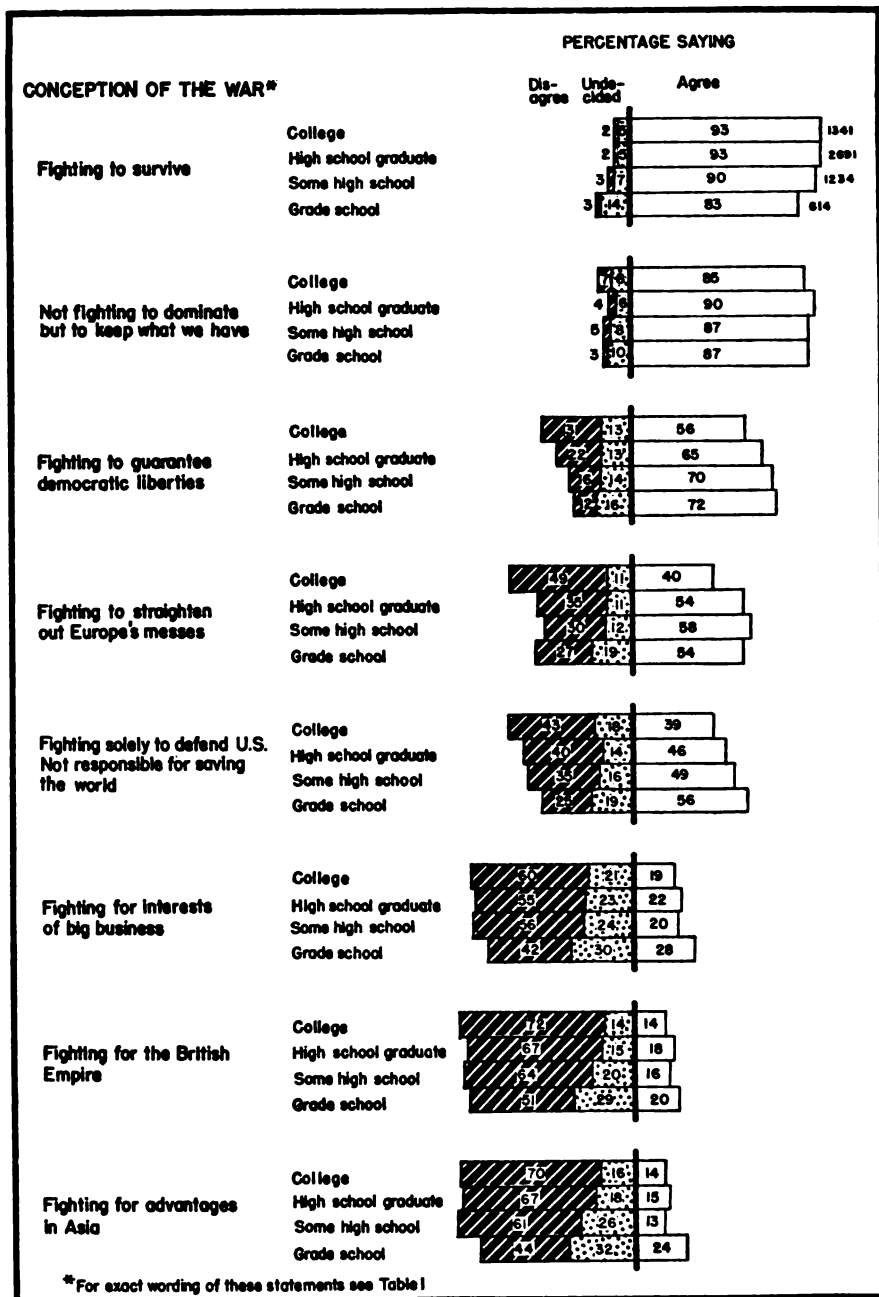 PERCENTAGE SAYING
CONCEPTION OF THE WAR*
Dis- Unde- Agree
agree cided
Fighting to survive
College 2 5 93 1341
High school graduate 2 5 93 2691
Some high school 3 7 90 1234
Grade school 3 14 83 614
Not fighting to dominate
but to keep what we have
College 85
High school graduate 4 6 90
Some high school 5 8 87
Grade school 3 10 87
Fighting to guarantee
democratic liberties
College 13 56
High school graduate 22 13 65
Some high school 16 14 70
Grade school 12 16 72
Fighting to straighten
out Europe's messes
College 49 11 40
High school graduate 35 11 54
Some high school 30 12 58
Grade school 27 19 54
Fighting solely to defend U.S.
Not responsible for saving
the world
College 43 18 39
High school graduate 40 14 46
Some high school 35 16 49
Grade school 25 19 56
Fighting for interests
of big business
College 60 21 19
High school graduate 55 23 22
Some high school 56 24 20
Grade school 42 30 28
Fighting for the British
Empire
College 72 14 14
High school graduate 67 15 18
Some high school 64 20 16
Grade school 51 29 20
Fighting for advantages
in Asia
College 70 16 14
High school graduate 67 18 15
Some high school 61 26 13
Grade school 44 32 24
*For exact wording of these statements see Table 1